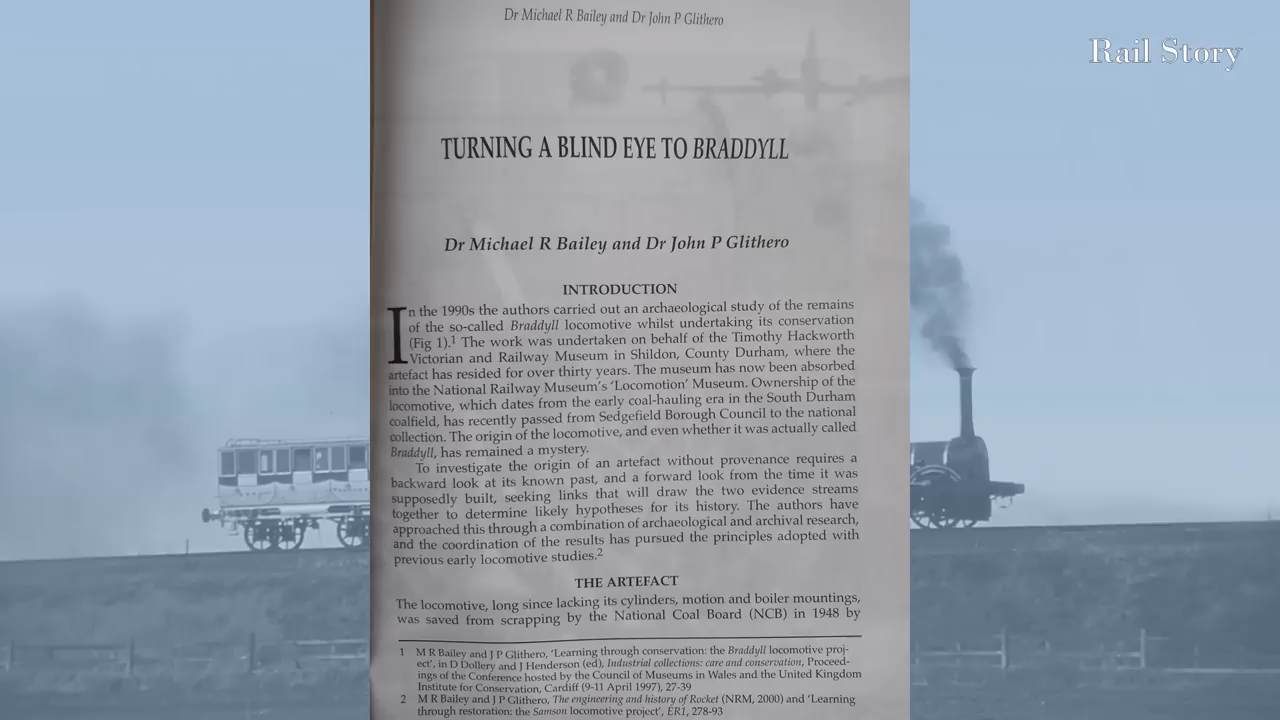 Dr Michael R Bailey and Dr John P Glithero
Rail Story
TURNING A BLIND EYE TO BRADDYLL
Dr Michael R Bailey and Dr John P Glithero
INTRODUCTION
In the 1990s the authors carried out an archaeological study of the remains
of the so-called Braddyll locomotive whilst undertaking its conservation
(Fig 1).1 The work was undertaken on behalf of the Timothy Hackworth
Victorian and Railway Museum in Shildon, County Durham, where the
artefact has resided for over thirty years. The museum has now been absorbed
into the National Railway Museum's 'Locomotion' Museum. Ownership of the
locomotive, which dates from the early coal-hauling era in the South Durham
coalfield, has recently passed from Sedgefield Borough Council to the national
collection. The origin of the locomotive, and even whether it was actually called
Braddyll, has remained a mystery.
To investigate the origin of an artefact without provenance requires a
backward look at its known past, and a forward look from the time it was
supposedly built, seeking links that will draw the two evidence streams
together to determine likely hypotheses for its history. The authors have
approached this through a combination of archaeological and archival research,
and the coordination of the results has pursued the principles adopted with
previous early locomotive studies.2
THE ARTEFACT
The locomotive, long since lacking its cylinders, motion and boiler mountings,
was saved from scrapping by the National Coal Board (NCB) in 1948 by
1 M R Bailey and J P Glithero, 'Learning through conservation: the Braddyll locomotive proj-
ect', in D Dollery and J Henderson (ed), Industrial collections: care and conservation, Proceed-
ings of the Conference hosted by the Council of Museums in Wales and the United Kingdom
Institute for Conservation, Cardiff (9-11 April 1997), 27-39
2 M R Bailey and J P Glithero, The engineering and history of Rocket (NRM, 2000) and 'Learning
through restoration: the Samson locomotive project', ER1, 278-93